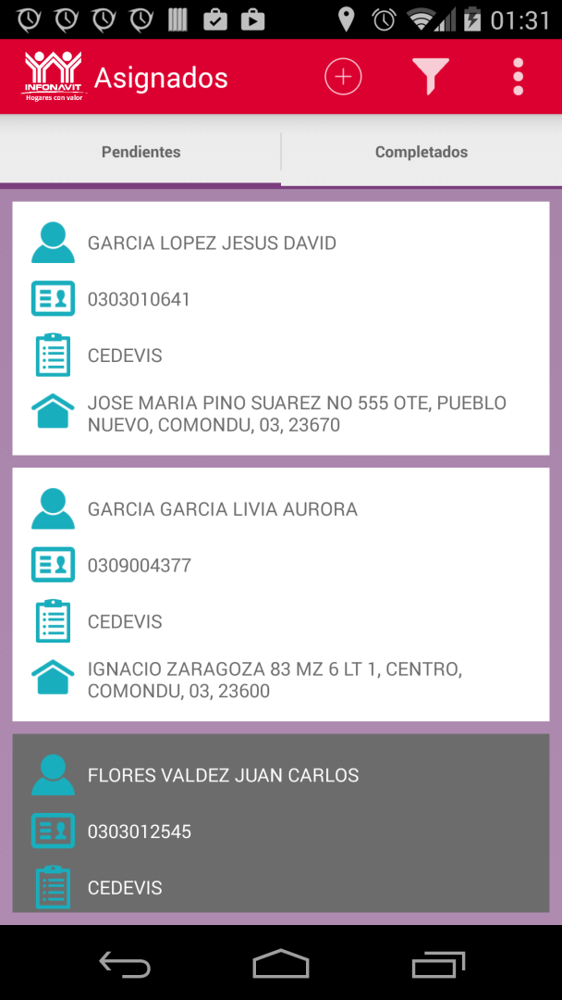 01:31
INFONAVIT
Hogares con valor
Asignados
Pendientes
Completados
GARCIA LOPEZ JESUS DAVID
0303010641
CEDEVIS
JOSE MARIA PINO SUAREZ NO 555 OTE, PUEBLO
NUEVO, COMONDU, 03, 23670
GARCIA GARCIA LIVIA AURORA
0309004377
CEDEVIS
IGNACIO ZARAGOZA 83 MZ 6 LT 1, CENTRO,
COMONDU, 03, 23600
FLORES VALDEZ JUAN CARLOS
0303012545
CEDEVIS